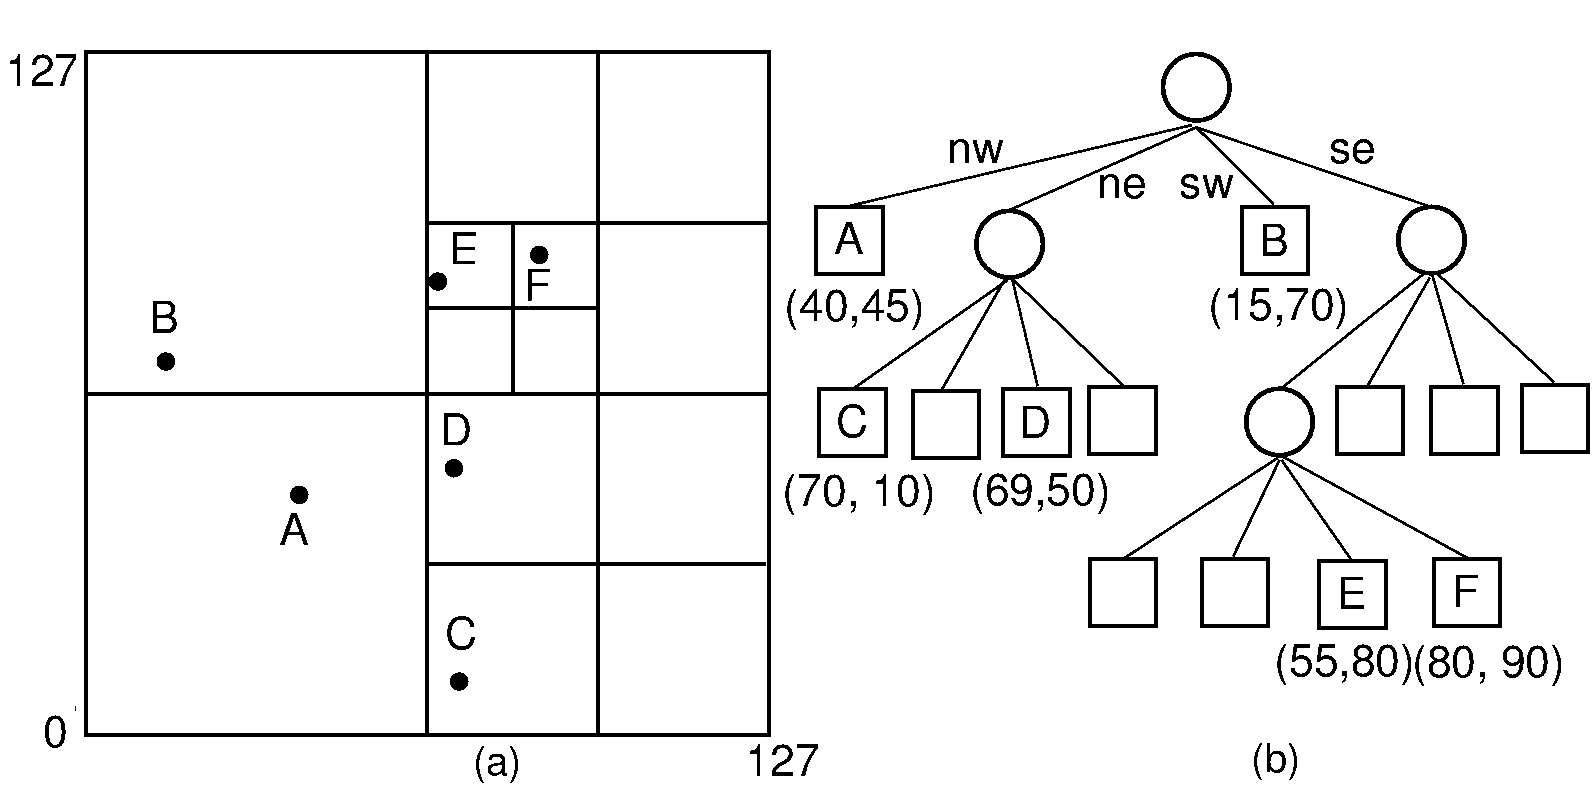 127
B
A
E
F
D
C
0
127
(a)
nw
ne
sw
se
A
(40,45)
B
(15,70)
C
D
(70, 10)
(69,50)
E
F
(55,80)
(80, 90)
(b)